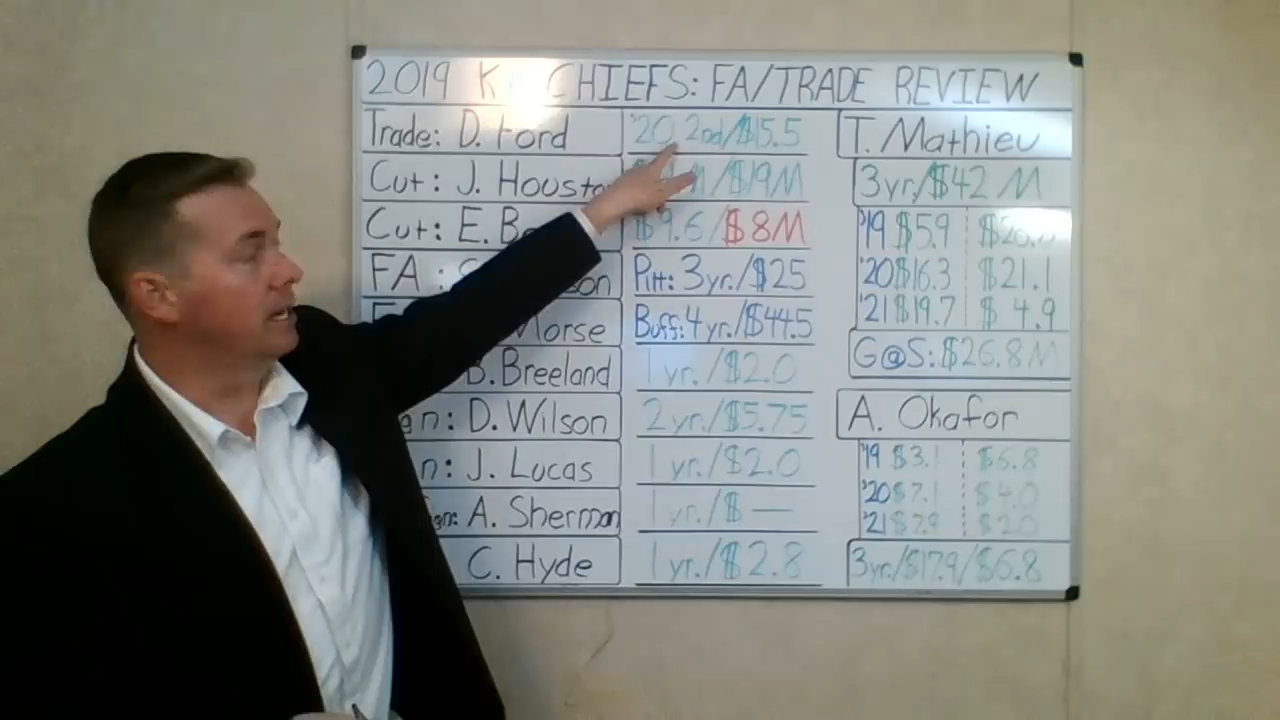 2019 K CHIEFS: FA/TRADE REVIEW
Trade: D. Ford '20 2nd/$15.5
Cut: J. Housto /$19M
Cut: E. B $9.6/$8M
FA : on Pitt: 3yr./$25
Morse Buff: 4yr./$44.5
B. Breeland 1yr./$2.0
gn: D. Wilson 2yr./$5.75
n: J. Lucas 1yr./$2.0
gn: A. Sherman 1yr./$ —
C. Hyde 1yr./$2.8
T. Mathieu
3yr./$42 M
'19 $5.9
'20 $16.3 $21.1
'21 $19.7 $4.9
G@S: $26.8M
A. Okafor
'19 $3.1 $6.8
'20 $7.1 $4.0
'21 $7.9 $2.0
3yr./$17.9/$6.8